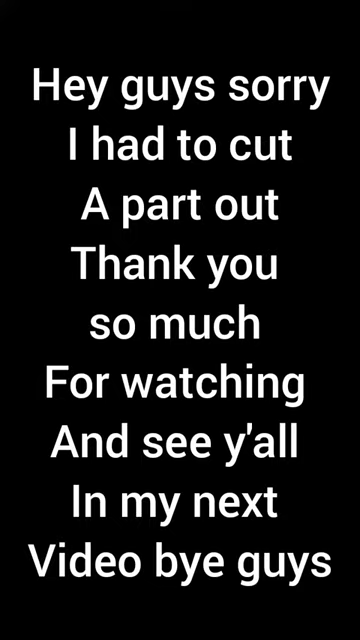 Hey guys sorry
I had to cut
A part out
Thank you
so much
For watching
And see y'all
In my next
Video bye guys